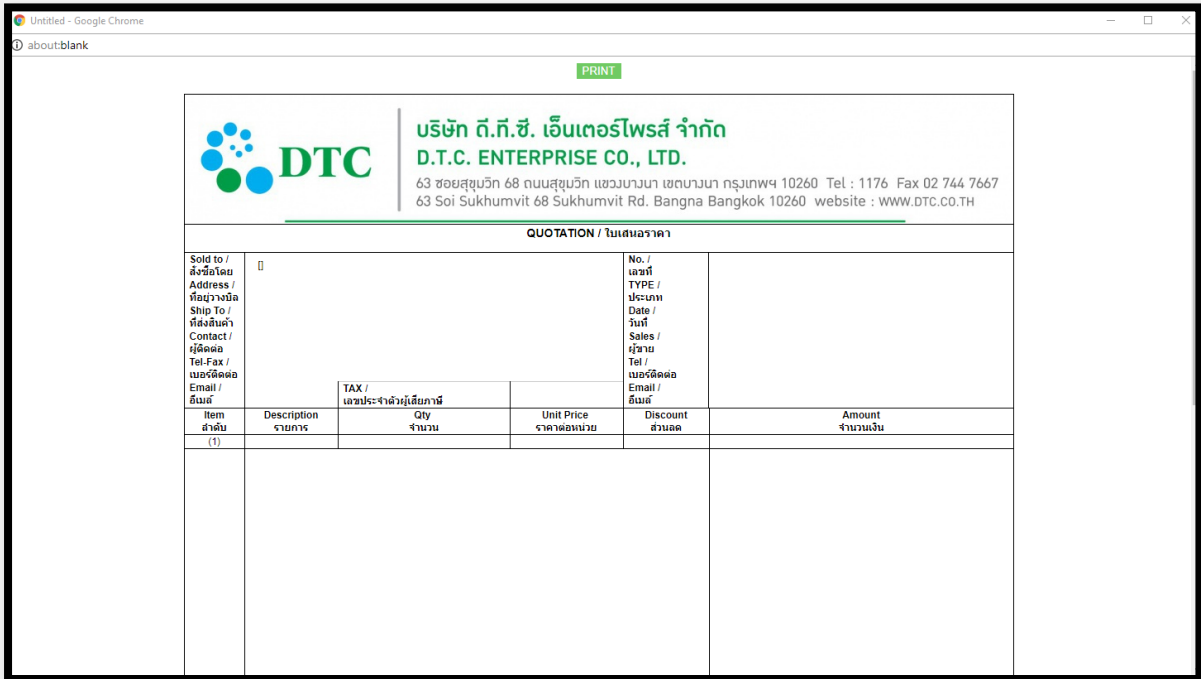 Untitled - Google Chrome
about:blank
PRINT
DTC
บริษัท ดี.ที.ซี. เอ็นเตอร์ไพรส์ จำกัด
D.T.C. ENTERPRISE CO., LTD.
63 ซอยสุขุมวิท 68 ถนนสุขุมวิท แขวงบางนา เขตบางนา กรุงเทพฯ 10260 Tel : 1176 Fax 02 744 7667
63 Soi Sukhumvit 68 Sukhumvit Rd. Bangna Bangkok 10260 website : WWW.DTC.CO.TH
QUOTATION / ใบเสนอราคา
Sold to /
สั่งซื้อโดย
Address /
ที่อยู่วางบิล
Ship To /
ที่ส่งสินค้า
Contact /
ผู้ติดต่อ
Tel-Fax /
เบอร์ติดต่อ
Email /
อีเมล์
[]
TAX /
เลขประจำตัวผู้เสียภาษี
No. /
เลขที่
TYPE /
ประเภท
Date /
วันที่
Sales /
ผู้ขาย
Tel /
เบอร์ติดต่อ
Email /
อีเมล์
Item Description Qty Unit Price Discount Amount
ลำดับ รายการ จำนวน ราคาต่อหน่วย ส่วนลด จำนวนเงิน
(1)